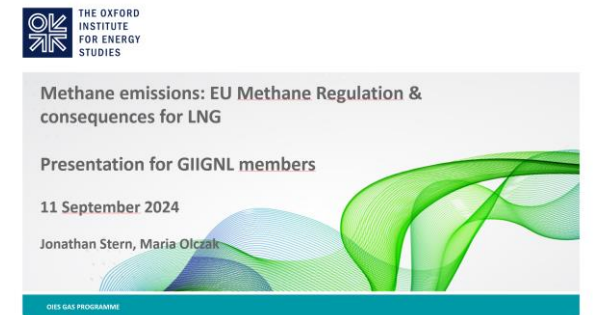 THE OXFORD
INSTITUTE
FOR ENERGY
STUDIES
Methane emissions: EU Methane Regulation &
consequences for LNG
Presentation for GIIGNL members
11 September 2024
Jonathan Stern, Maria Olczak
OIES GAS PROGRAMME